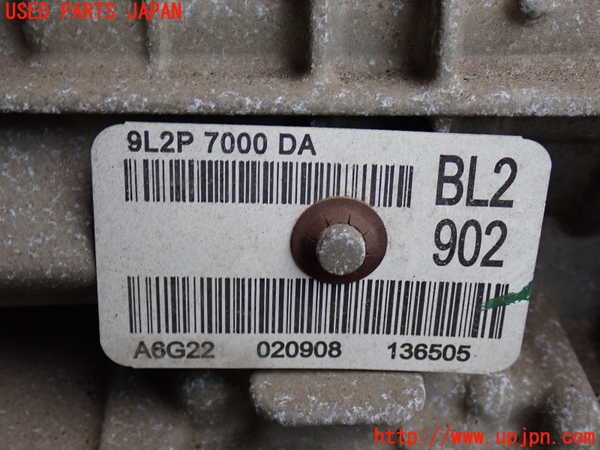 USED PARTS JAPAN
9L2P 7000 DA
BL2
902
A6G22 020908 136505
http://www.upjpn.com/